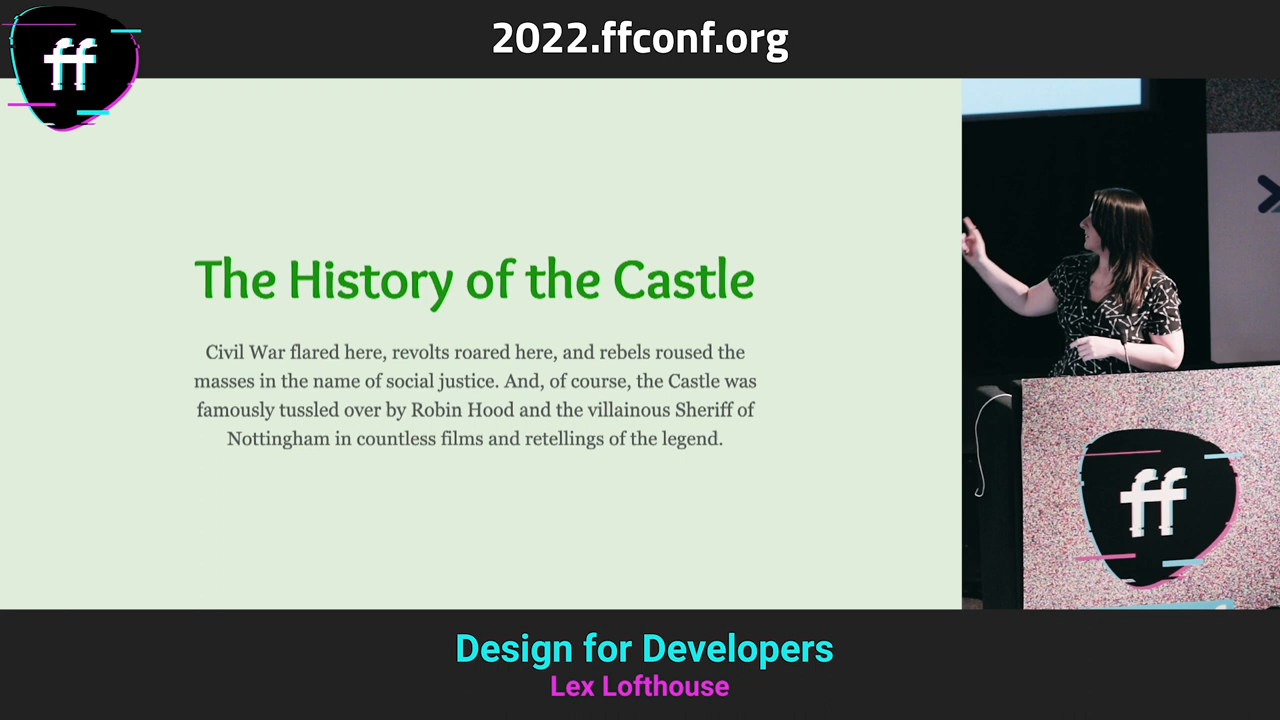 ff
2022.ffconf.org
The History of the Castle
Civil War flared here, revolts roared here, and rebels roused the
masses in the name of social justice. And, of course, the Castle was
famously tussled over by Robin Hood and the villainous Sheriff of
Nottingham in countless films and retellings of the legend.
ff
Design for Developers
Lex Lofthouse